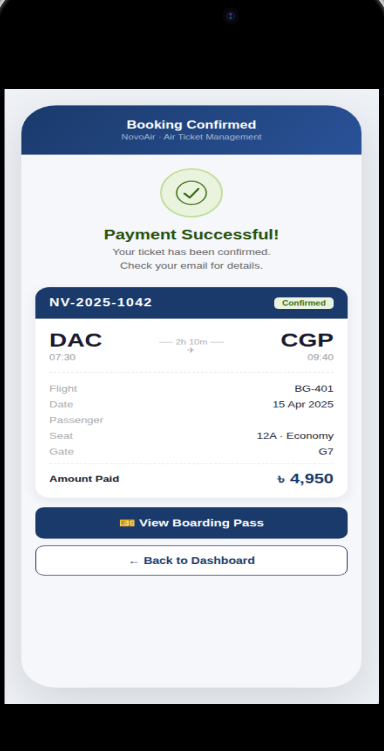 Booking Confirmed
NovoAir · Air Ticket Management
Payment Successful!
Your ticket has been confirmed.
Check your email for details.
NV-2025-1042 Confirmed
DAC 2h 10m CGP
07:30 09:40
Flight BG-401
Date 15 Apr 2025
Passenger
Seat 12A · Economy
Gate G7
Amount Paid ৳ 4,950
🎫 View Boarding Pass
← Back to Dashboard